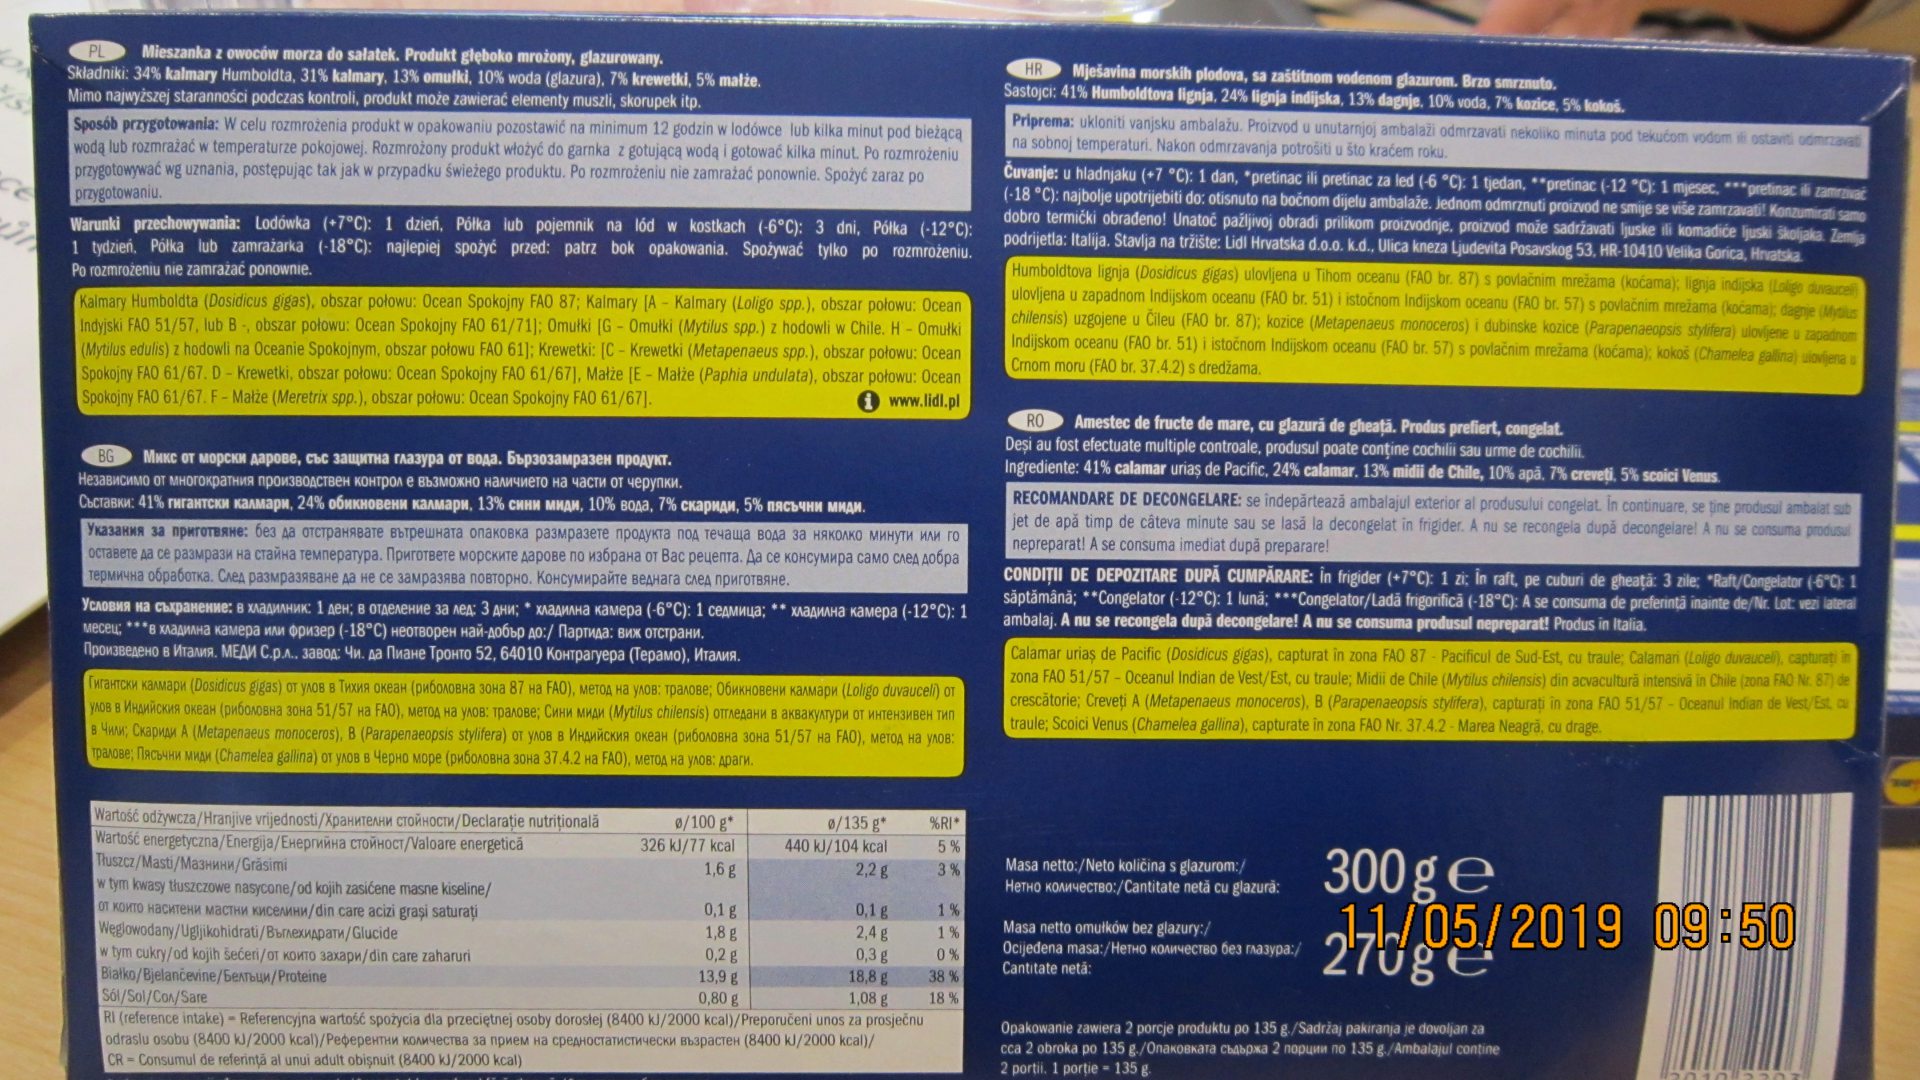 PL Mieszanka z owoców morza do sałatek. Produkt głęboko mrożony, glazurowany.
Składniki: 34% kalmary Humboldta, 31% kalmary, 13% omułki, 10% woda (glazura), 7% krewetki, 5% małże.
Mimo najwyższej staranności podczas kontroli, produkt może zawierać elementy muszli, skorupek itp.
Sposób przygotowania: W celu rozmrożenia produkt w opakowaniu pozostawić na minimum 12 godzin w lodówce lub kilka minut pod bieżącą
wodą lub rozmrażać w temperaturze pokojowej. Rozmrożony produkt włożyć do garnka z gotującą wodą i gotować kilka minut. Po rozmrożeniu
przygotowywać wg uznania, postępując tak jak w przypadku świeżego produktu. Po rozmrożeniu nie zamrażać ponownie. Spożyć zaraz po
przygotowaniu.
Warunki przechowywania: Lodówka (+7°C): 1 dzień, Półka lub pojemnik na lód w kostkach (-6°C): 3 dni, Półka (-12°C):
1 tydzień, Półka lub zamrażarka (-18°C): najlepiej spożyć przed: patrz bok opakowania. Spożywać tylko po rozmrożeniu.
Po rozmrożeniu nie zamrażać ponownie.
Kalmary Humboldta (Dosidicus gigas), obszar połowu: Ocean Spokojny FAO 87; Kalmary [A – Kalmary (Loligo spp.), obszar połowu: Ocean
Indyjski FAO 51/57, lub B -, obszar połowu: Ocean Spokojny FAO 61/71]; Omułki [G – Omułki (Mytilus spp.) z hodowli w Chile. H – Omułki
(Mytilus edulis) z hodowli na Oceanie Spokojnym, obszar połowu FAO 61]; Krewetki: [C – Krewetki (Metapenaeus spp.), obszar połowu: Ocean
Spokojny FAO 61/67. D – Krewetki, obszar połowu: Ocean Spokojny FAO 61/67], Małże [E – Małże (Paphia undulata), obszar połowu: Ocean
Spokojny FAO 61/67. F – Małże (Meretrix spp.), obszar połowu: Ocean Spokojny FAO 61/67].
i www.lidl.pl
BG Микс от морски дарове, със защитна глазура от вода. Бързозамразен продукт.
Независимо от многократния производствен контрол е възможно наличието на части от черупки.
Съставки: 41% гигантски калмари, 24% обикновени калмари, 13% сини миди, 10% вода, 7% скариди, 5% пясъчни миди.
Указания за приготвяне: без да отстранявате вътрешната опаковка размразете продукта под течаща вода за няколко минути или го
оставете да се размрази на стайна температура. Пригответе морските дарове по избрана от Вас рецепта. Да се консумира само след добра
термична обработка. След размразяване да не се замразява повторно. Консумирайте веднага след приготвяне.
Условия на съхранение: в хладилник: 1 ден; в отделение за лед: 3 дни; * хладилна камера (-6°C): 1 седмица; ** хладилна камера (-12°C): 1
месец; ***в хладилна камера или фризер (-18°C) неотворен най-добър до:/ Партида: виж отстрани.
Произведено в Италия. МЕДИ С.р.л., завод: Чи. да Пиане Тронто 52, 64010 Контрагуера (Терамо), Италия.
Гигантски калмари (Dosidicus gigas) от улов в Тихия океан (риболовна зона 87 на FAO), метод на улов: тралове; Обикновени калмари (Loligo duvauceli) от
улов в Индийския океан (риболовна зона 51/57 на FAO), метод на улов: тралове; Сини миди (Mytilus chilensis) отгледани в аквакултури от интензивен тип
в Чили; Скариди A (Metapenaeus monoceros), B (Parapenaeopsis stylifera) от улов в Индийския океан (риболовна зона 51/57 на FAO), метод на улов:
тралове; Пясъчни миди (Chamelea gallina) от улов в Черно море (риболовна зона 37.4.2 на FAO), метод на улов: драги.
Wartość odżywcza/Hranjive vrijednosti/Хранителни стойности/Declarație nutrițională ø/100 g* ø/135 g* %RI*
Wartość energetyczna/Energija/Енергийна стойност/Valoare energetică 326 kJ/77 kcal 440 kJ/104 kcal 5 %
Tłuszcz/Masti/Мазнини/Grăsimi 1,6 g 2,2 g 3 %
w tym kwasy tłuszczowe nasycone/od kojih zasićene masne kiseline/
от които наситени мастни киселини/din care acizi grași saturați 0,1 g 0,1 g 1 %
Węglowodany/Ugljikohidrati/Въглехидрати/Glucide 1,8 g 2,4 g 1 %
w tym cukry/od kojih šećeri/от които захари/din care zaharuri 0,2 g 0,3 g 0 %
Białko/Bjelančevine/Белтъци/Proteine 13,9 g 18,8 g 38 %
Sól/Sol/Сол/Sare 0,80 g 1,08 g 18 %
RI (reference intake) = Referencyjna wartość spożycia dla przeciętnej osoby dorosłej (8400 kJ/2000 kcal)/Preporučeni unos za prosječnu
odraslu osobu (8400 kJ/2000 kcal)/Референтни количества за прием на средностатистически възрастен (8400 kJ/2000 kcal)/
CR = Consumul de referință al unui adult obișnuit (8400 kJ/2000 kcal)
HR Mješavina morskih plodova, sa zaštitnom vodenom glazurom. Brzo smrznuto.
Sastojci: 41% Humboldtova lignja, 24% lignja indijska, 13% dagnje, 10% voda, 7% kozice, 5% kokoš.
Priprema: ukloniti vanjsku ambalažu. Proizvod u unutarnjoj ambalaži odmrzavati nekoliko minuta pod tekućom vodom ili ostaviti odmrzavati
na sobnoj temperaturi. Nakon odmrzavanja potrošiti u što kraćem roku.
Čuvanje: u hladnjaku (+7 °C): 1 dan, *pretinac ili pretinac za led (-6 °C): 1 tjedan, **pretinac (-12 °C): 1 mjesec, ***pretinac ili zamrzivač
(-18 °C): najbolje upotrijebiti do: otisnuto na bočnom dijelu ambalaže. Jednom odmrznuti proizvod ne smije se više zamrzavati! Konzumirati samo
dobro termički obrađeno! Unatoč pažljivoj obradi prilikom proizvodnje, proizvod može sadržavati ljuske ili komadiće ljuski školjaka. Zemlja
podrijetla: Italija. Stavlja na tržište: Lidl Hrvatska d.o.o. k.d., Ulica kneza Ljudevita Posavskog 53, HR-10410 Velika Gorica, Hrvatska.
Humboldtova lignja (Dosidicus gigas) ulovljena u Tihom oceanu (FAO br. 87) s povlačnim mrežama (koćama); lignja indijska (Loligo duvauceli)
ulovljena u zapadnom Indijskom oceanu (FAO br. 51) i istočnom Indijskom oceanu (FAO br. 57) s povlačnim mrežama (koćama); dagnje (Mytilus
chilensis) uzgojene u Čileu (FAO br. 87); kozice (Metapenaeus monoceros) i dubinske kozice (Parapenaeopsis stylifera) ulovljene u zapadnom
Indijskom oceanu (FAO br. 51) i istočnom Indijskom oceanu (FAO br. 57) s povlačnim mrežama (koćama); kokoš (Chamelea gallina) ulovljena u
Crnom moru (FAO br. 37.4.2) s dredžama.
RO Amestec de fructe de mare, cu glazură de gheață. Produs prefiert, congelat.
Deși au fost efectuate multiple controale, produsul poate conține cochilii sau urme de cochilii.
Ingrediente: 41% calamar uriaș de Pacific, 24% calamar, 13% midii de Chile, 10% apă, 7% creveți, 5% scoici Venus.
RECOMANDARE DE DECONGELARE: se îndepărtează ambalajul exterior al produsului congelat. În continuare, se ține produsul ambalat sub
jet de apă timp de câteva minute sau se lasă la decongelat în frigider. A nu se recongela după decongelare! A nu se consuma produsul
nepreparat! A se consuma imediat după preparare!
CONDIȚII DE DEPOZITARE DUPĂ CUMPĂRARE: În frigider (+7°C): 1 zi; În raft, pe cuburi de gheață: 3 zile; *Raft/Congelator (-6°C): 1
săptămână; **Congelator (-12°C): 1 lună; ***Congelator/Ladă frigorifică (-18°C): A se consuma de preferință înainte de/Nr. Lot: vezi lateral
ambalaj. A nu se recongela după decongelare! A nu se consuma produsul nepreparat! Produs în Italia.
Calamar uriaș de Pacific (Dosidicus gigas), capturat în zona FAO 87 - Pacificul de Sud-Est, cu traule; Calamari (Loligo duvauceli), capturați în
zona FAO 51/57 - Oceanul Indian de Vest/Est, cu traule; Midii de Chile (Mytilus chilensis) din acvacultură intensivă în Chile (zona FAO Nr. 87) de
crescătorie; Creveți A (Metapenaeus monoceros), B (Parapenaeopsis stylifera), capturați în zona FAO 51/57 - Oceanul Indian de Vest/Est, cu
traule; Scoici Venus (Chamelea gallina), capturate în zona FAO Nr. 37.4.2 - Marea Neagră, cu drage.
Masa netto:/Neto količina s glazurom:/
Нетно количество:/Cantitate netă cu glazură:
300 g e
Masa netto omułków bez glazury:/
Ocijeđena masa:/Нетно количество без глазура:/
Cantitate netă:
270 g e
11/05/2019 09:50
Opakowanie zawiera 2 porcje produktu po 135 g./Sadržaj pakiranja je dovoljan za
cca 2 obroka po 135 g./Опаковката съдържа 2 порции по 135 g./Ambalajul conține
2 porții. 1 porție = 135 g.